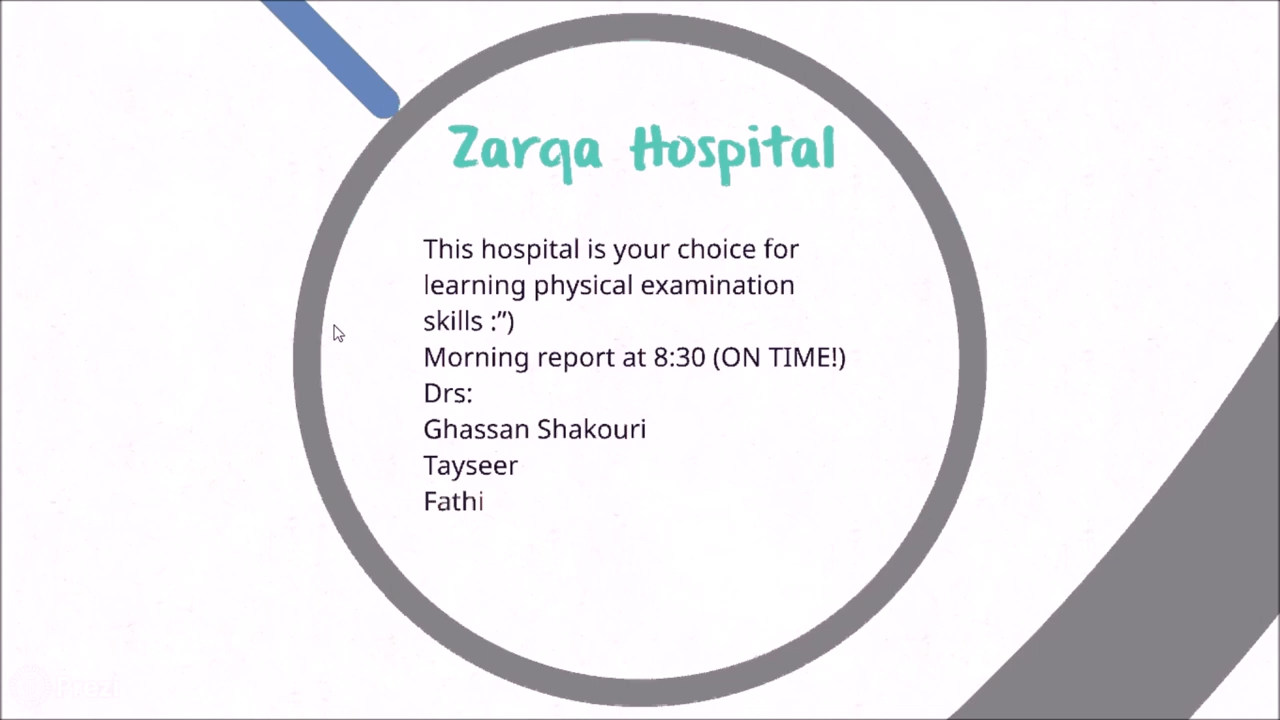 Zarqa Hospital
This hospital is your choice for
learning physical examination
skills :”)
Morning report at 8:30 (ON TIME!)
Drs:
Ghassan Shakouri
Tayseer
Fathi
Prezi